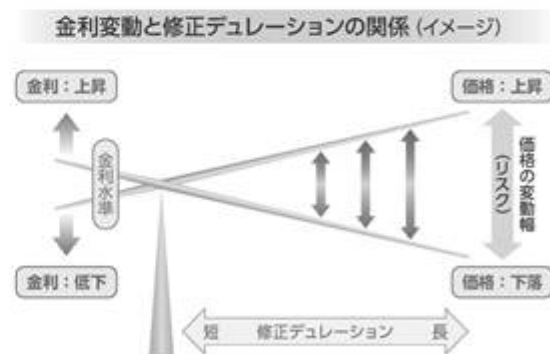 金利変動と修正デュレーションの関係(イメージ)
金利:上昇
価格:上昇
金利水準
価格の変動幅
(リスク)
金利:低下
価格:下落
短 修正デュレーション 長